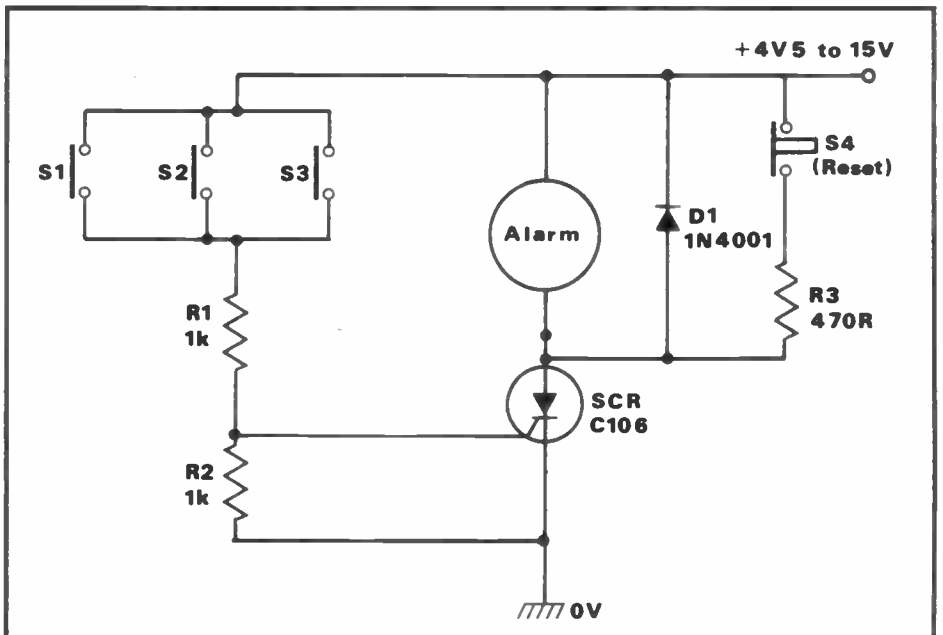 +4V5 to 15V
S1
S2
S3
S4
(Reset)
Alarm
D1
1N4001
R1
1k
R3
470R
SCR
C106
R2
1k
0V